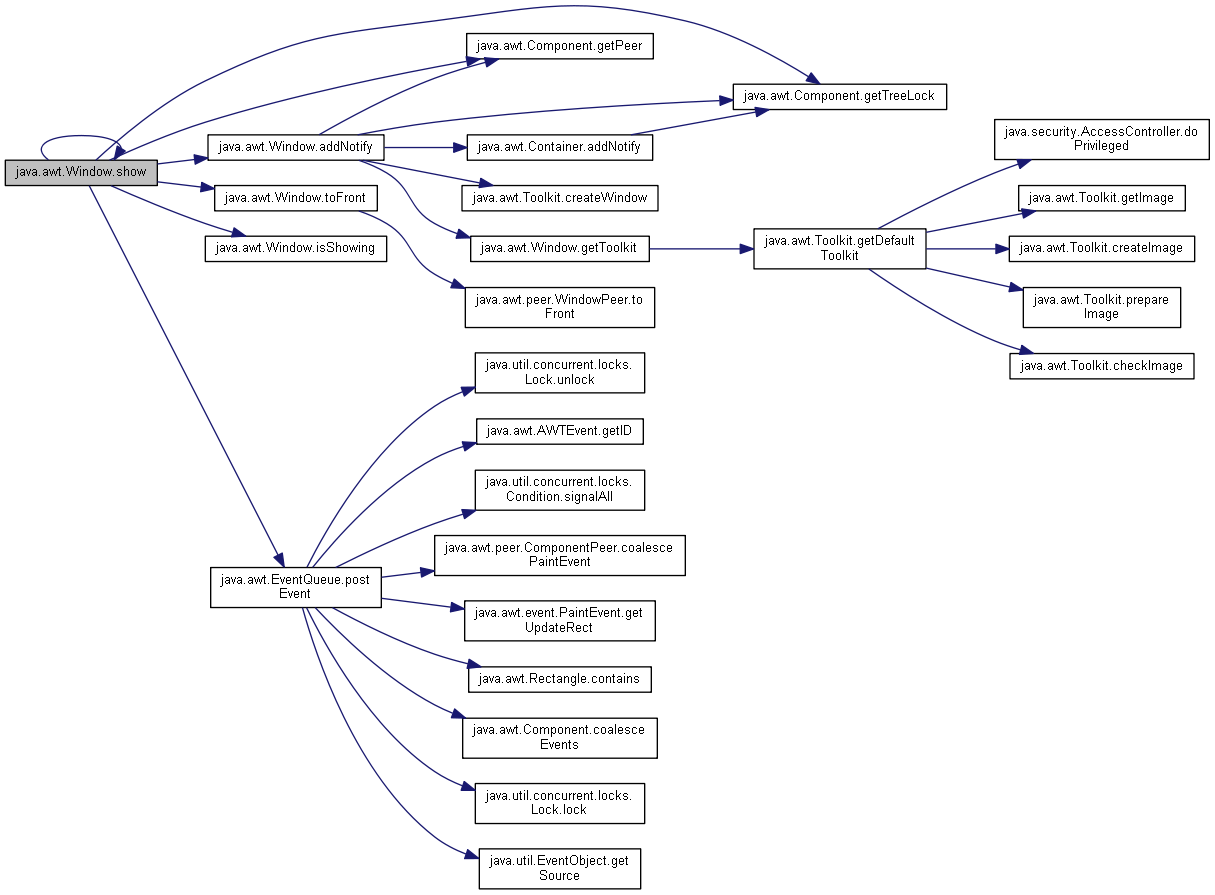 java.awt.Window.show
java.awt.Component.getPeer
java.awt.Component.getTreeLock
java.awt.Window.addNotify
java.awt.Container.addNotify
java.awt.Toolkit.createWindow
java.awt.Window.getToolkit
java.awt.Toolkit.getDefault
Toolkit
java.security.AccessController.do
Privileged
java.awt.Toolkit.getImage
java.awt.Toolkit.createImage
java.awt.Toolkit.prepare
Image
java.awt.Toolkit.checkImage
java.awt.Window.toFront
java.awt.Window.isShowing
java.awt.peer.WindowPeer.to
Front
java.awt.EventQueue.post
Event
java.util.concurrent.locks.
Lock.unlock
java.awt.AWTEvent.getID
java.util.concurrent.locks.
Condition.signalAll
java.awt.peer.ComponentPeer.coalesce
PaintEvent
java.awt.event.PaintEvent.get
UpdateRect
java.awt.Rectangle.contains
java.awt.Component.coalesce
Events
java.util.concurrent.locks.
Lock.lock
java.util.EventObject.get
Source